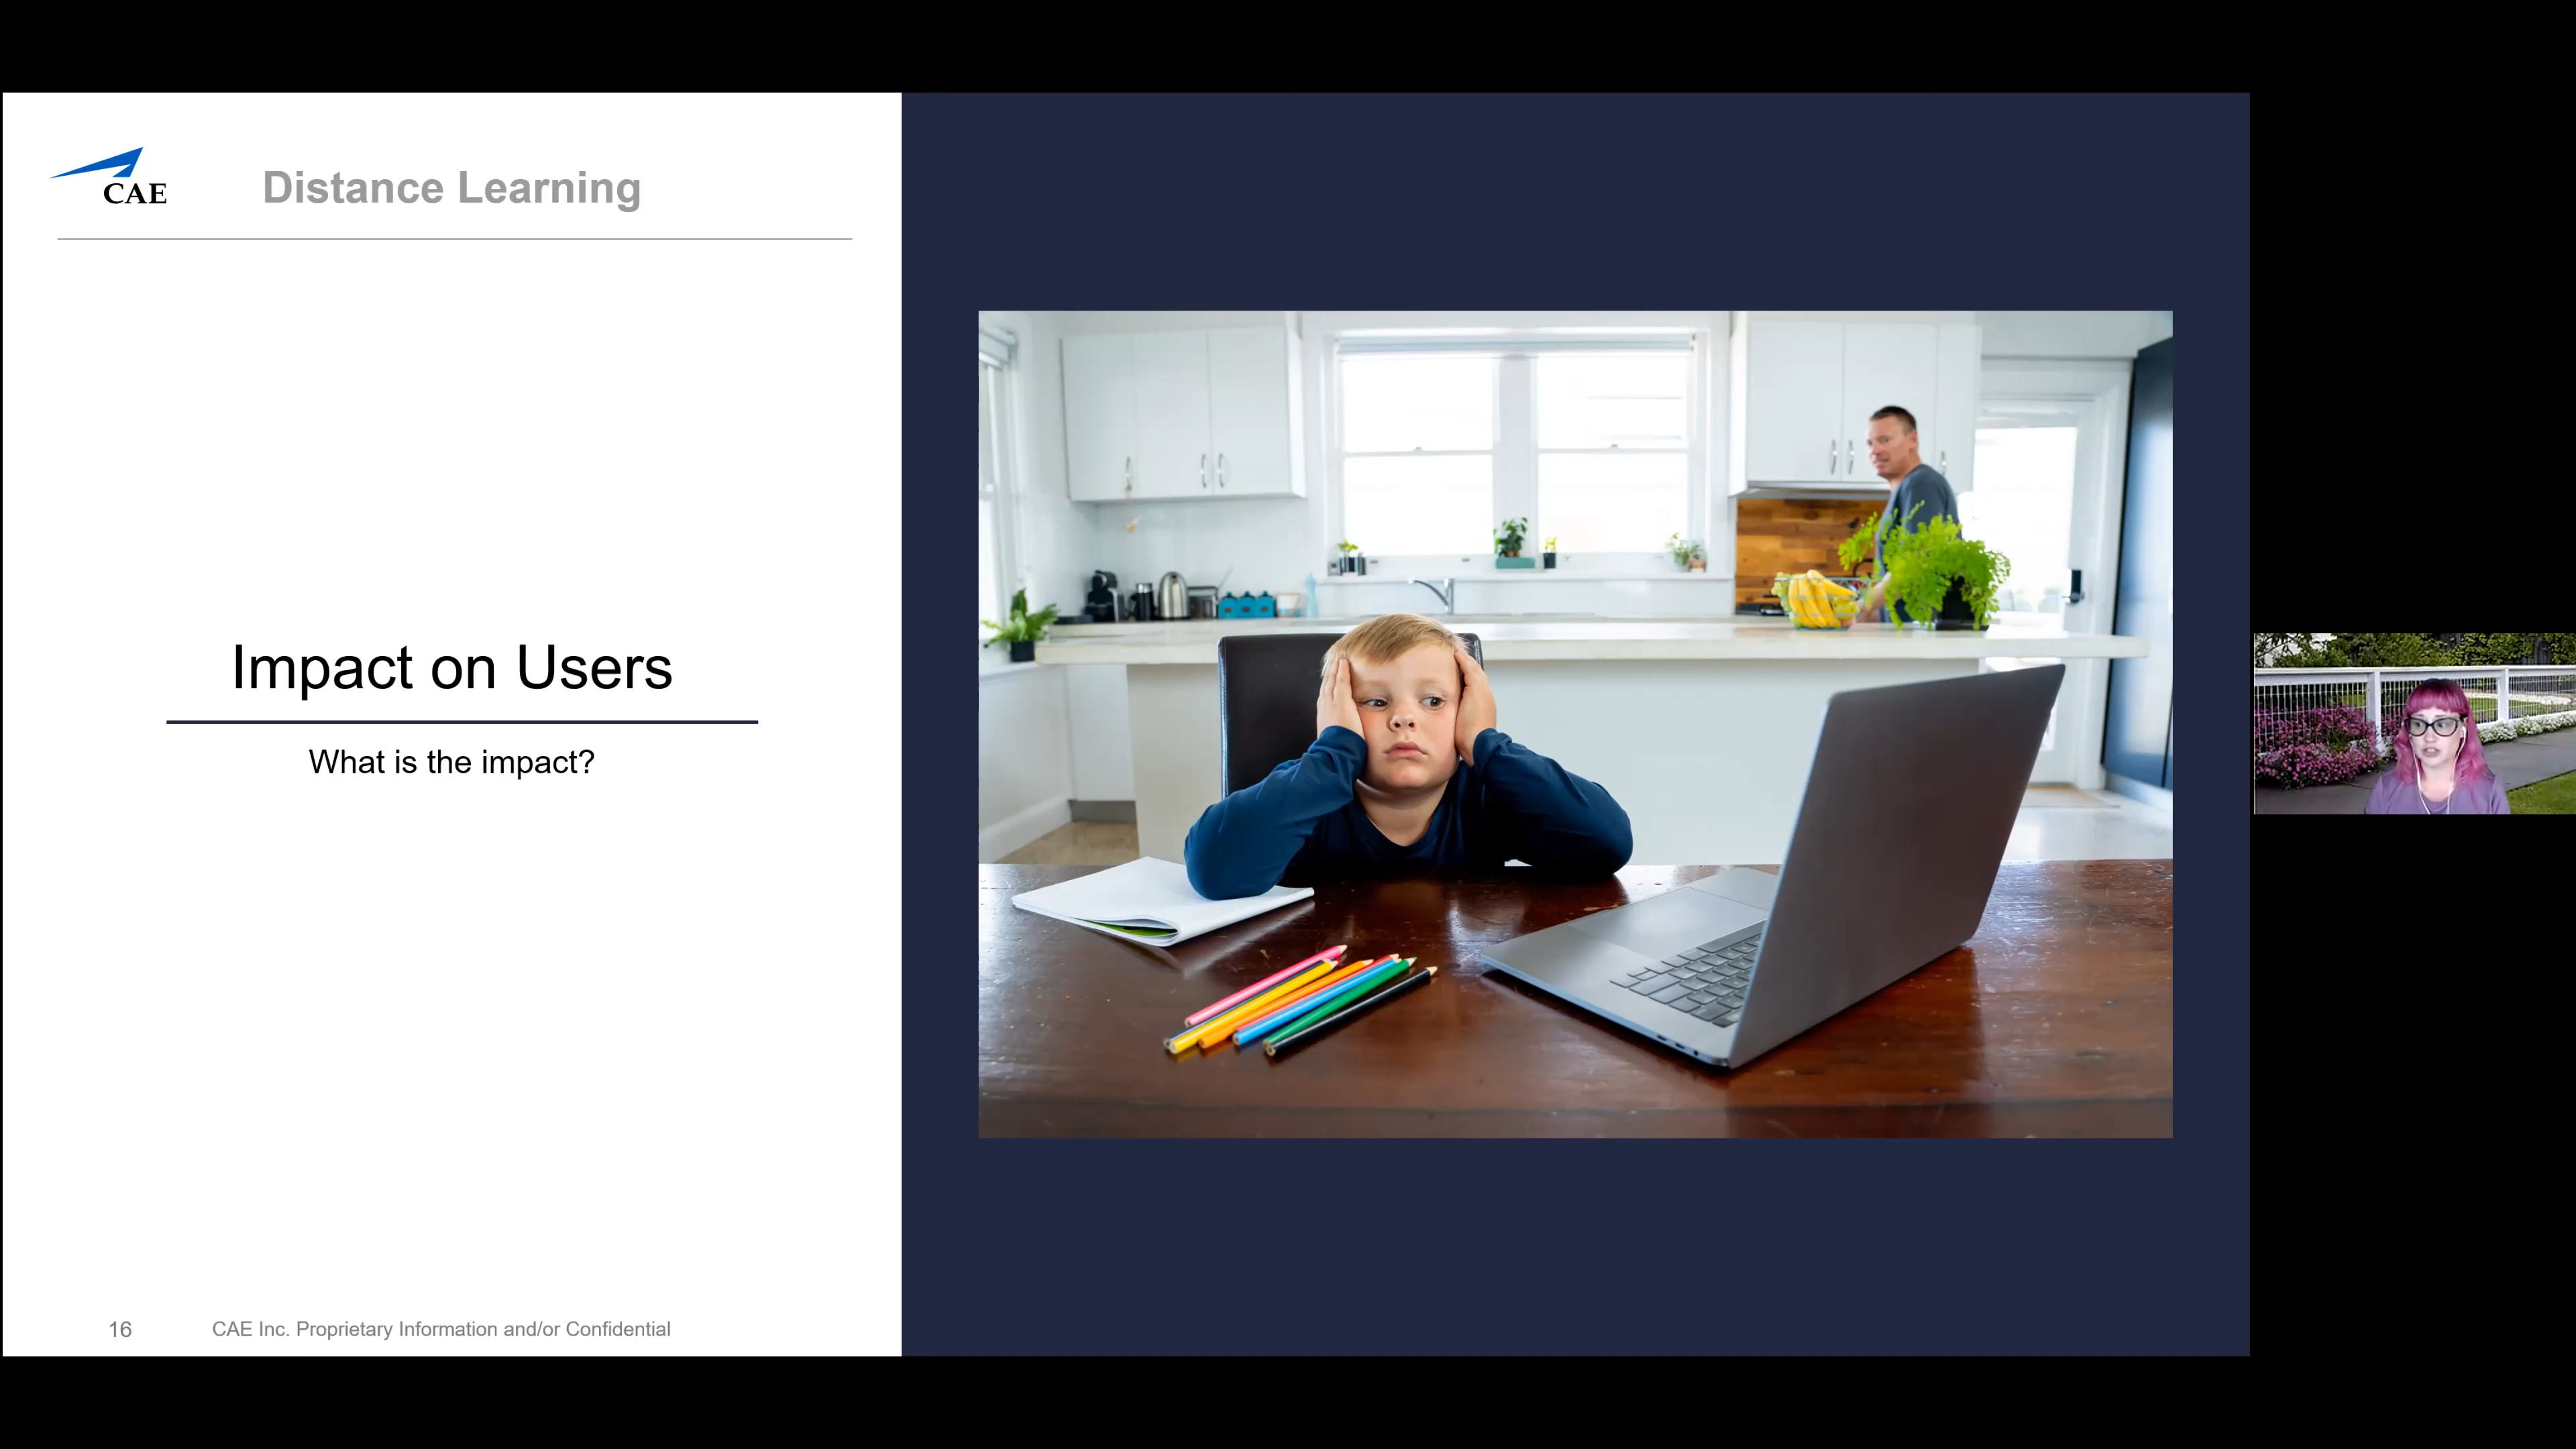 CAE
Distance Learning
Impact on Users
What is the impact?
16
CAE Inc. Proprietary Information and/or Confidential